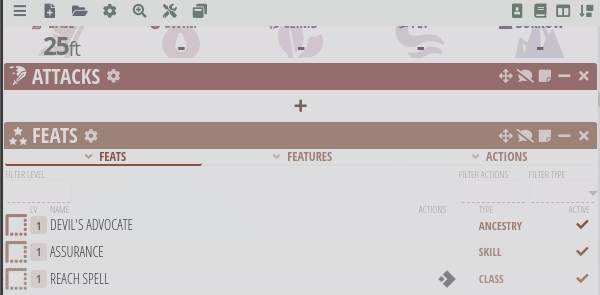 25ft - - - -
ATTACKS
+
FEATS
FEATS FEATURES ACTIONS
FILTER LEVEL FILTER ACTIONS FILTER TYPE
LV NAME ACTIONS TYPE ACTIVE
1 DEVIL'S ADVOCATE ANCESTRY
1 ASSURANCE SKILL
1 REACH SPELL CLASS